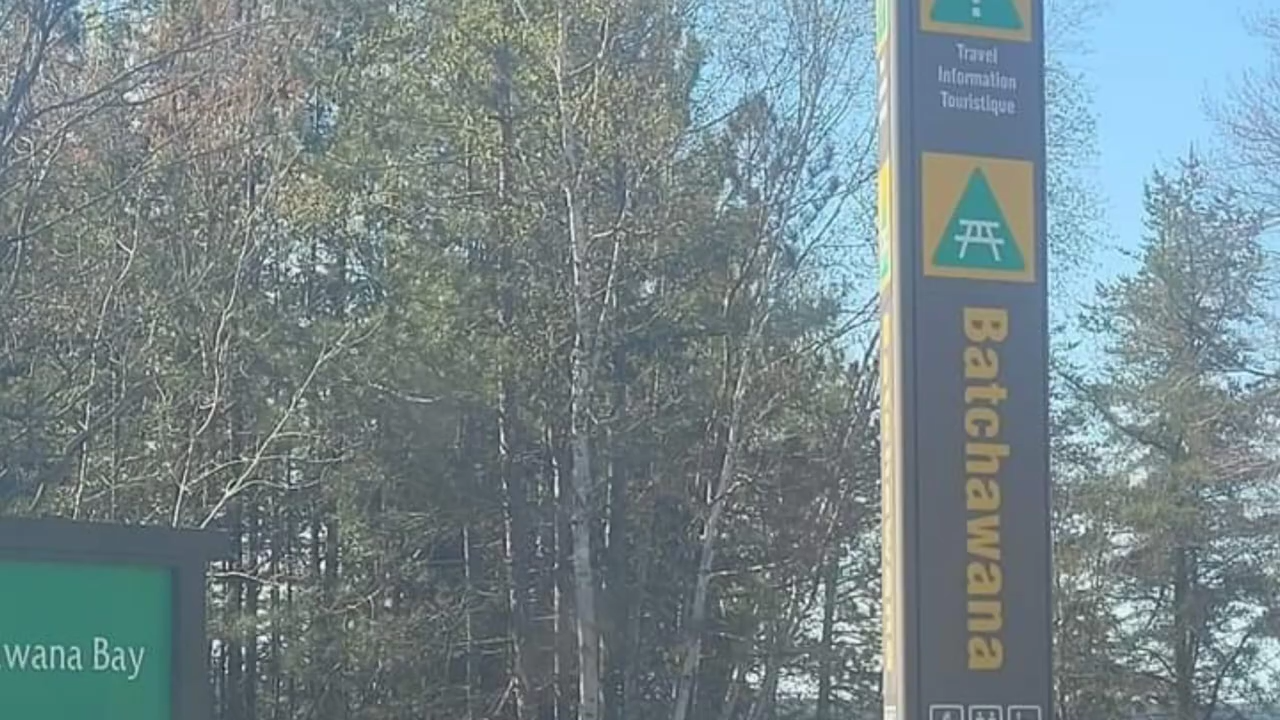 Travel
Information
Touristique
Batchawana
wana Bay